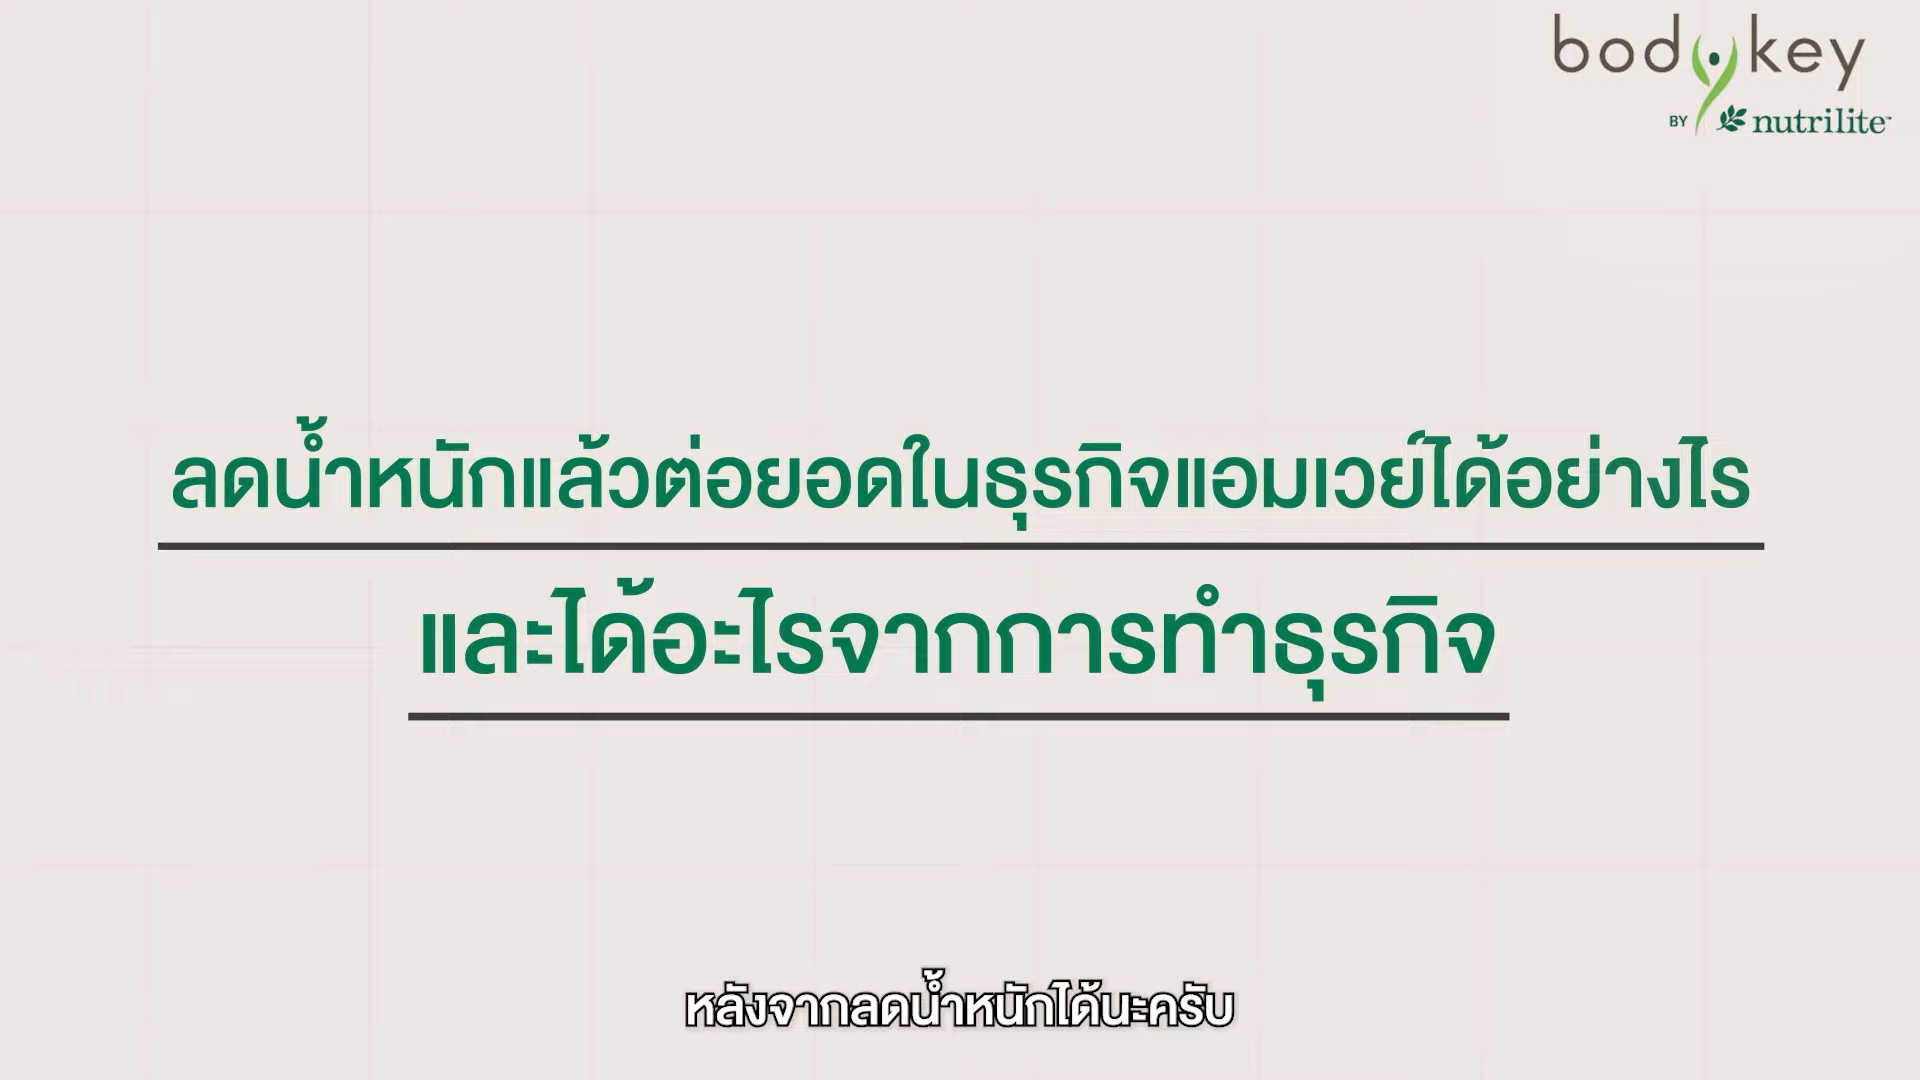 bodykey
BY nutrilite™
ลดน้ำหนักแล้วต่อยอดในธุรกิจแอมเวย์ได้อย่างไร
และได้อะไรจากการทำธุรกิจ
หลังจากลดน้ำหนักได้นะครับ